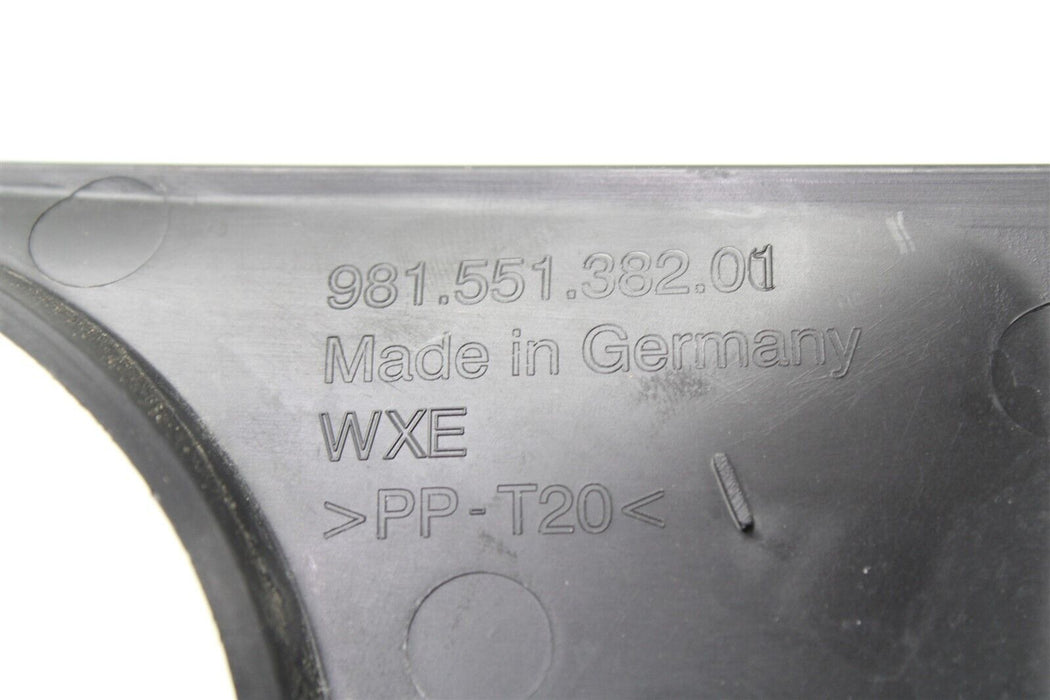 981.551.382.01
Made in Germany
WXE
>PP-T20<